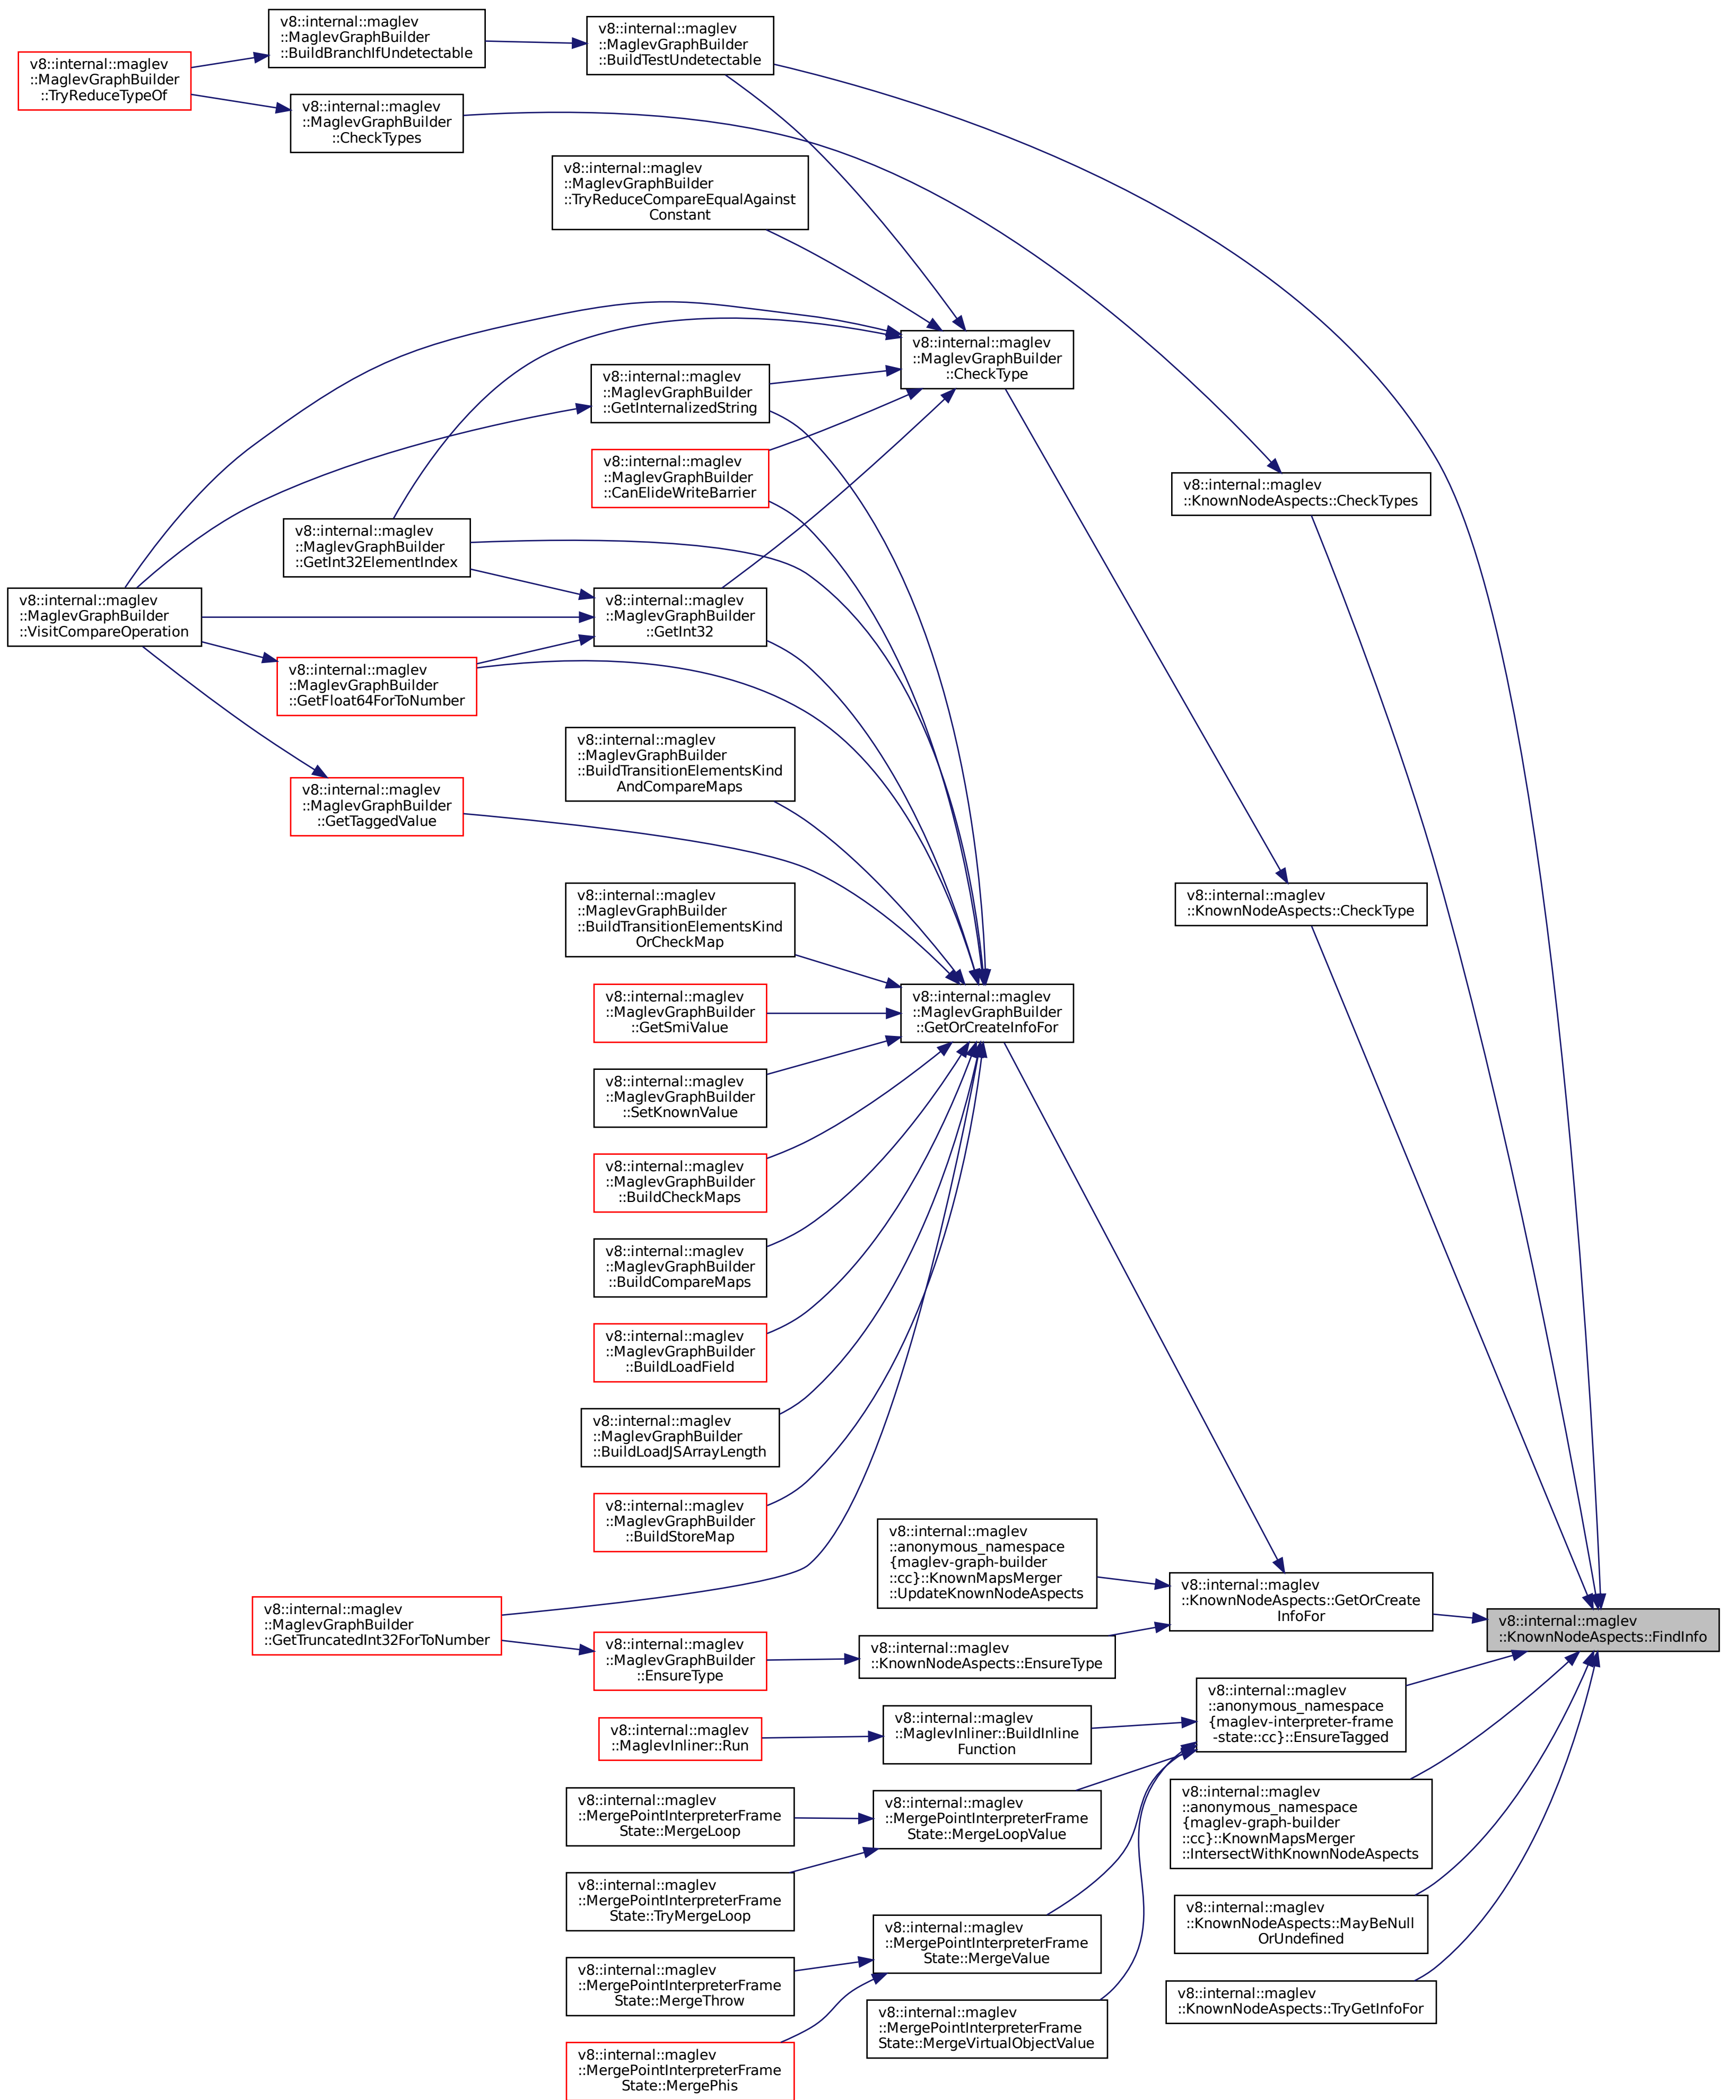 v8::internal::maglev
::MaglevGraphBuilder
::BuildBranchIfUndetectable
v8::internal::maglev
::MaglevGraphBuilder
::BuildTestUndetectable
v8::internal::maglev
::MaglevGraphBuilder
::TryReduceTypeOf
v8::internal::maglev
::MaglevGraphBuilder
::CheckTypes
v8::internal::maglev
::MaglevGraphBuilder
::TryReduceCompareEqualAgainst
Constant
v8::internal::maglev
::MaglevGraphBuilder
::CheckType
v8::internal::maglev
::MaglevGraphBuilder
::GetInternalizedString
v8::internal::maglev
::MaglevGraphBuilder
::CanElideWriteBarrier
v8::internal::maglev
::KnownNodeAspects::CheckTypes
v8::internal::maglev
::MaglevGraphBuilder
::GetInt32ElementIndex
v8::internal::maglev
::MaglevGraphBuilder
::VisitCompareOperation
v8::internal::maglev
::MaglevGraphBuilder
::GetInt32
v8::internal::maglev
::MaglevGraphBuilder
::GetFloat64ForToNumber
v8::internal::maglev
::MaglevGraphBuilder
::BuildTransitionElementsKind
AndCompareMaps
v8::internal::maglev
::MaglevGraphBuilder
::GetTaggedValue
v8::internal::maglev
::MaglevGraphBuilder
::BuildTransitionElementsKind
OrCheckMap
v8::internal::maglev
::KnownNodeAspects::CheckType
v8::internal::maglev
::MaglevGraphBuilder
::GetSmiValue
v8::internal::maglev
::MaglevGraphBuilder
::GetOrCreateInfoFor
v8::internal::maglev
::MaglevGraphBuilder
::SetKnownValue
v8::internal::maglev
::MaglevGraphBuilder
::BuildCheckMaps
v8::internal::maglev
::MaglevGraphBuilder
::BuildCompareMaps
v8::internal::maglev
::MaglevGraphBuilder
::BuildLoadField
v8::internal::maglev
::MaglevGraphBuilder
::BuildLoadJSArrayLength
v8::internal::maglev
::MaglevGraphBuilder
::BuildStoreMap
v8::internal::maglev
::anonymous_namespace
{maglev-graph-builder
::cc}::KnownMapsMerger
::UpdateKnownNodeAspects
v8::internal::maglev
::KnownNodeAspects::GetOrCreate
InfoFor
v8::internal::maglev
::MaglevGraphBuilder
::GetTruncatedInt32ForToNumber
v8::internal::maglev
::KnownNodeAspects::FindInfo
v8::internal::maglev
::MaglevGraphBuilder
::EnsureType
v8::internal::maglev
::KnownNodeAspects::EnsureType
v8::internal::maglev
::anonymous_namespace
{maglev-interpreter-frame
-state::cc}::EnsureTagged
v8::internal::maglev
::MaglevInliner::Run
v8::internal::maglev
::MaglevInliner::BuildInline
Function
v8::internal::maglev
::MergePointInterpreterFrame
State::MergeLoop
v8::internal::maglev
::MergePointInterpreterFrame
State::MergeLoopValue
v8::internal::maglev
::anonymous_namespace
{maglev-graph-builder
::cc}::KnownMapsMerger
::IntersectWithKnownNodeAspects
v8::internal::maglev
::MergePointInterpreterFrame
State::TryMergeLoop
v8::internal::maglev
::KnownNodeAspects::MayBeNull
OrUndefined
v8::internal::maglev
::MergePointInterpreterFrame
State::MergeValue
v8::internal::maglev
::MergePointInterpreterFrame
State::MergeThrow
v8::internal::maglev
::KnownNodeAspects::TryGetInfoFor
v8::internal::maglev
::MergePointInterpreterFrame
State::MergeVirtualObjectValue
v8::internal::maglev
::MergePointInterpreterFrame
State::MergePhis